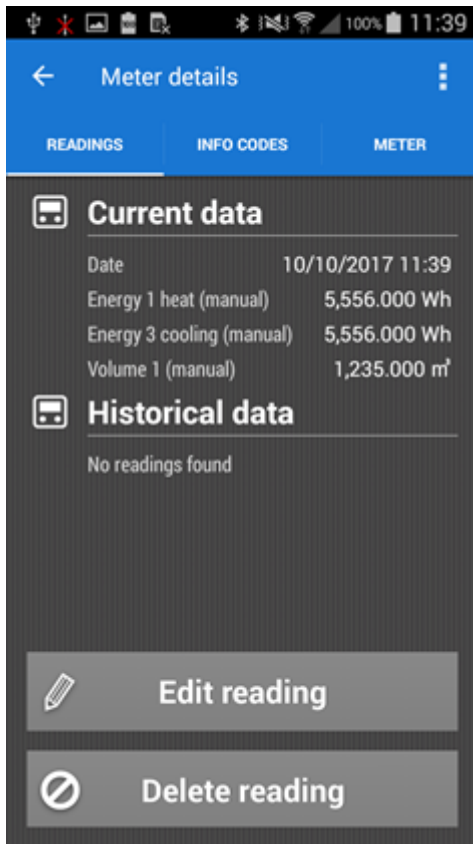 100% 11:39
Meter details
READINGS INFO CODES METER
Current data
Date 10/10/2017 11:39
Energy 1 heat (manual) 5,556.000 Wh
Energy 3 cooling (manual) 5,556.000 Wh
Volume 1 (manual) 1,235.000 m³
Historical data
No readings found
Edit reading
Delete reading